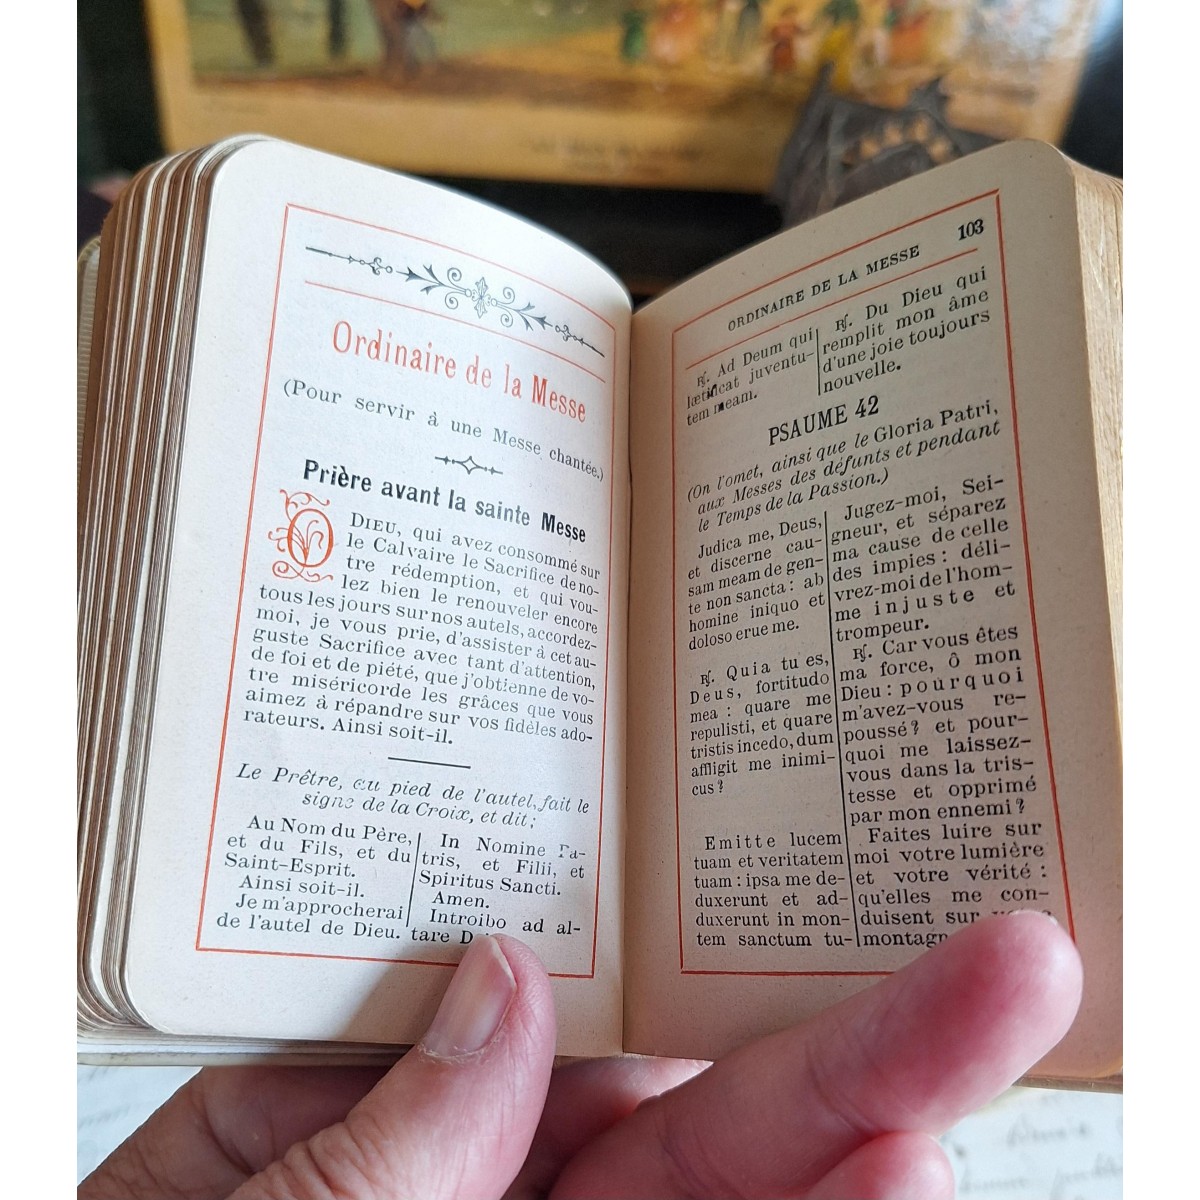 Ordinaire de la Messe
(Pour servir à une Messe chantée.)
Prière avant la sainte Messe
O DIEU, qui avez consommé sur
le Calvaire le Sacrifice de no-
tre rédemption, et qui vou-
lez bien le renouveler encore
tous les jours sur nos autels, accordez-
moi, je vous prie, d'assister à cet au-
guste Sacrifice avec tant d'attention,
de foi et de piété, que j'obtienne de vo-
tre miséricorde les grâces que vous
aimez à répandre sur vos fidèles ado-
rateurs. Ainsi soit-il.
Le Prêtre, au pied de l'autel, fait le
signe de la Croix, et dit:
Au Nom du Père,
et du Fils, et du
Saint-Esprit.
Ainsi soit-il.
Je m'approcherai
de l'autel de Dieu.
In Nomine Pa-
tris, et Filii, et
Spiritus Sancti.
Amen.
Introibo ad al-
tare
ORDINAIRE DE LA MESSE 103
℟. Ad Deum qui
lætificat juventu-
tem meam.
℟. Du Dieu qui
remplit mon âme
d'une joie toujours
nouvelle.
PSAUME 42
(On l'omet, ainsi que le Gloria Patri,
aux Messes des défunts et pendant
le Temps de la Passion.)
Judica me, Deus,
et discerne cau-
sam meam de gen-
te non sancta : ab
homine iniquo et
doloso erue me.
℟. Quia tu es,
Deus, fortitudo
mea : quare me
repulisti, et quare
tristis incedo, dum
affligit me inimi-
cus ?
Emitte lucem
tuam et veritatem
tuam : ipsa me de-
duxerunt et ad-
duxerunt in mon-
tem sanctum tu-
Jugez-moi, Sei-
gneur, et séparez
ma cause de celle
des impies : déli-
vrez-moi de l'hom-
me injuste et
trompeur.
℟. Car vous êtes
ma force, ô mon
Dieu : pourquoi
m'avez-vous re-
poussé ? et pour-
quoi me laissez-
vous dans la tris-
tesse et opprimé
par mon ennemi ?
Faites luire sur
moi votre lumière
et votre vérité :
qu'elles me con-
duisent sur
montagn